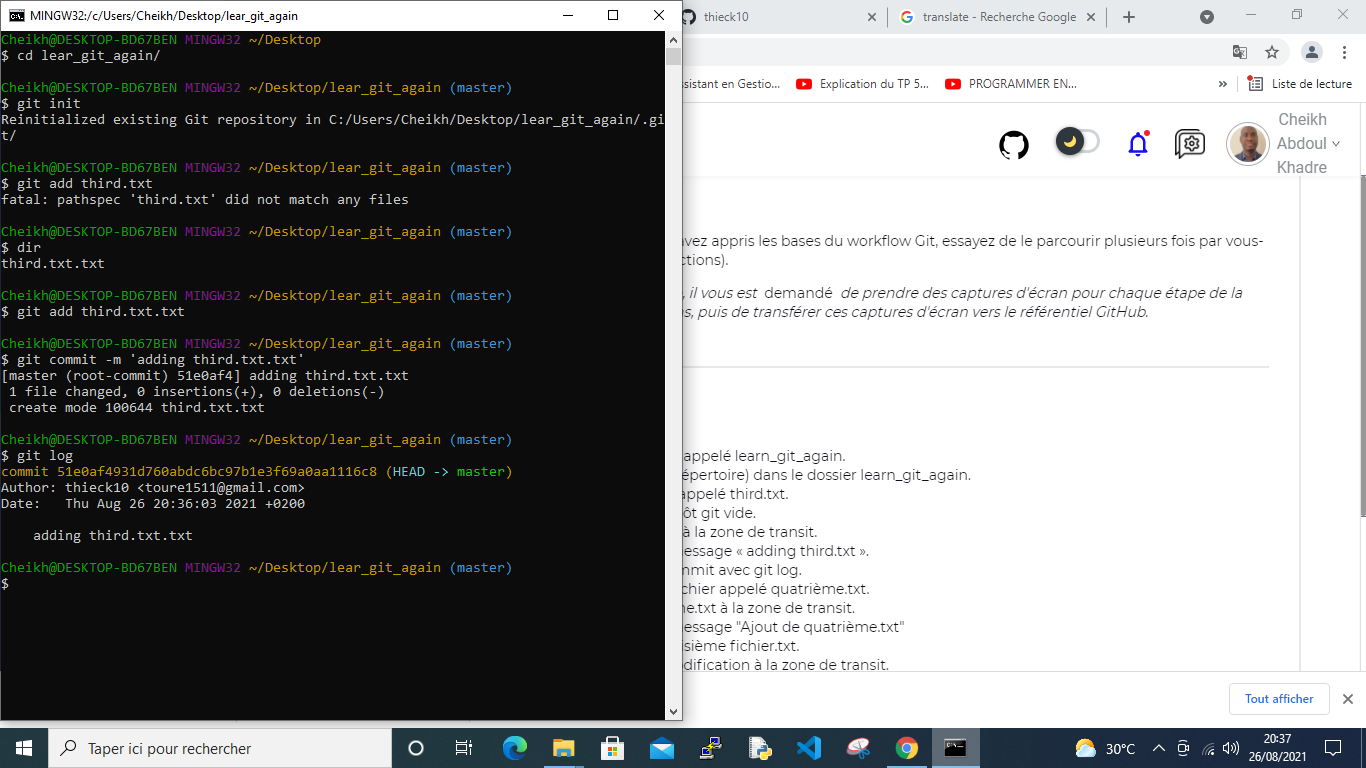 MINGW32:/c/Users/Cheikh/Desktop/lear_git_again
Cheikh@DESKTOP-BD67BEN MINGW32 ~/Desktop
$ cd lear_git_again/
Cheikh@DESKTOP-BD67BEN MINGW32 ~/Desktop/lear_git_again (master)
$ git init
Reinitialized existing Git repository in C:/Users/Cheikh/Desktop/lear_git_again/.gi
t/
Cheikh@DESKTOP-BD67BEN MINGW32 ~/Desktop/lear_git_again (master)
$ git add third.txt
fatal: pathspec 'third.txt' did not match any files
Cheikh@DESKTOP-BD67BEN MINGW32 ~/Desktop/lear_git_again (master)
$ dir
third.txt.txt
Cheikh@DESKTOP-BD67BEN MINGW32 ~/Desktop/lear_git_again (master)
$ git add third.txt.txt
Cheikh@DESKTOP-BD67BEN MINGW32 ~/Desktop/lear_git_again (master)
$ git commit -m 'adding third.txt.txt'
[master (root-commit) 51e0af4] adding third.txt.txt
1 file changed, 0 insertions(+), 0 deletions(-)
create mode 100644 third.txt.txt
Cheikh@DESKTOP-BD67BEN MINGW32 ~/Desktop/lear_git_again (master)
$ git log
commit 51e0af4931d760abdc6bc97b1e3f69a0aa1116c8 (HEAD -> master)
Author: thieck10 <toure1511@gmail.com>
Date:   Thu Aug 26 20:36:03 2021 +0200
adding third.txt.txt
Cheikh@DESKTOP-BD67BEN MINGW32 ~/Desktop/lear_git_again (master)
$
thieck10
translate - Recherche Google
ssistant en Gestio...
Explication du TP 5...
PROGRAMMER EN...
»
Liste de lecture
Cheikh
Abdoul
Khadre
avez appris les bases du workflow Git, essayez de le parcourir plusieurs fois par vous-
ctions).
, il vous est demandé de prendre des captures d'écran pour chaque étape de la
ns, puis de transférer ces captures d'écran vers le référentiel GitHub.
appelé learn_git_again.
épertoire) dans le dossier learn_git_again.
appelé third.txt.
ôt git vide.
à la zone de transit.
essage « adding third.txt ».
mmit avec git log.
chier appelé quatrième.txt.
ne.txt à la zone de transit.
essage "Ajout de quatrième.txt"
isième fichier.txt.
odification à la zone de transit.
Tout afficher
Taper ici pour rechercher
30°C
20:37
26/08/2021